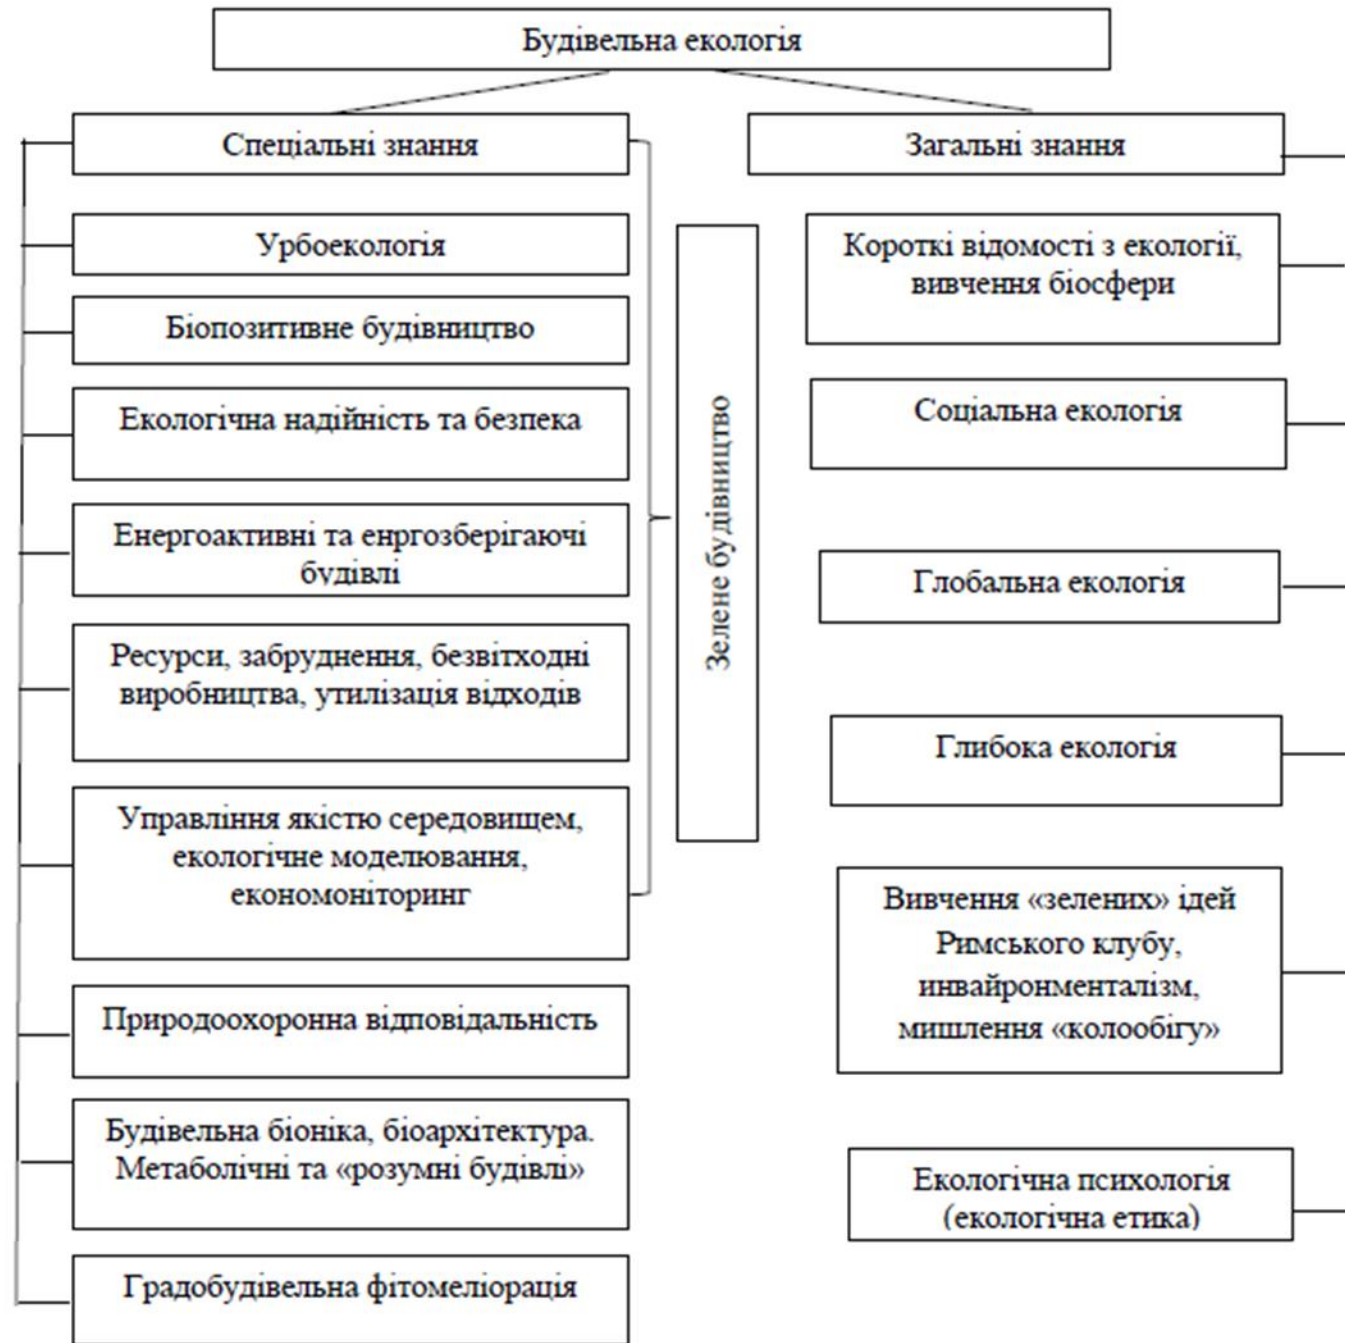 Будівельна екологія
Спеціальні знання
Урбоекологія
Біопозитивне будівництво
Екологічна надійність та безпека
Енергоактивні та енргозберігаючі
будівлі
Ресурси, забруднення, безвітходні
виробництва, утилізація відходів
Управління якістю середовищем,
екологічне моделювання,
економоніторинг
Природоохоронна відповідальність
Будівельна біоніка, біоархітектура.
Метаболічні та «розумні будівлі»
Градобудівельна фітомеліорація
Зелене будівництво
Загальні знання
Короткі відомості з екології,
вивчення біосфери
Соціальна екологія
Глобальна екологія
Глибока екологія
Вивчення «зелених» ідей
Римського клубу,
инвайронменталізм,
мишлення «колообігу»
Екологічна психологія
(екологічна етика)